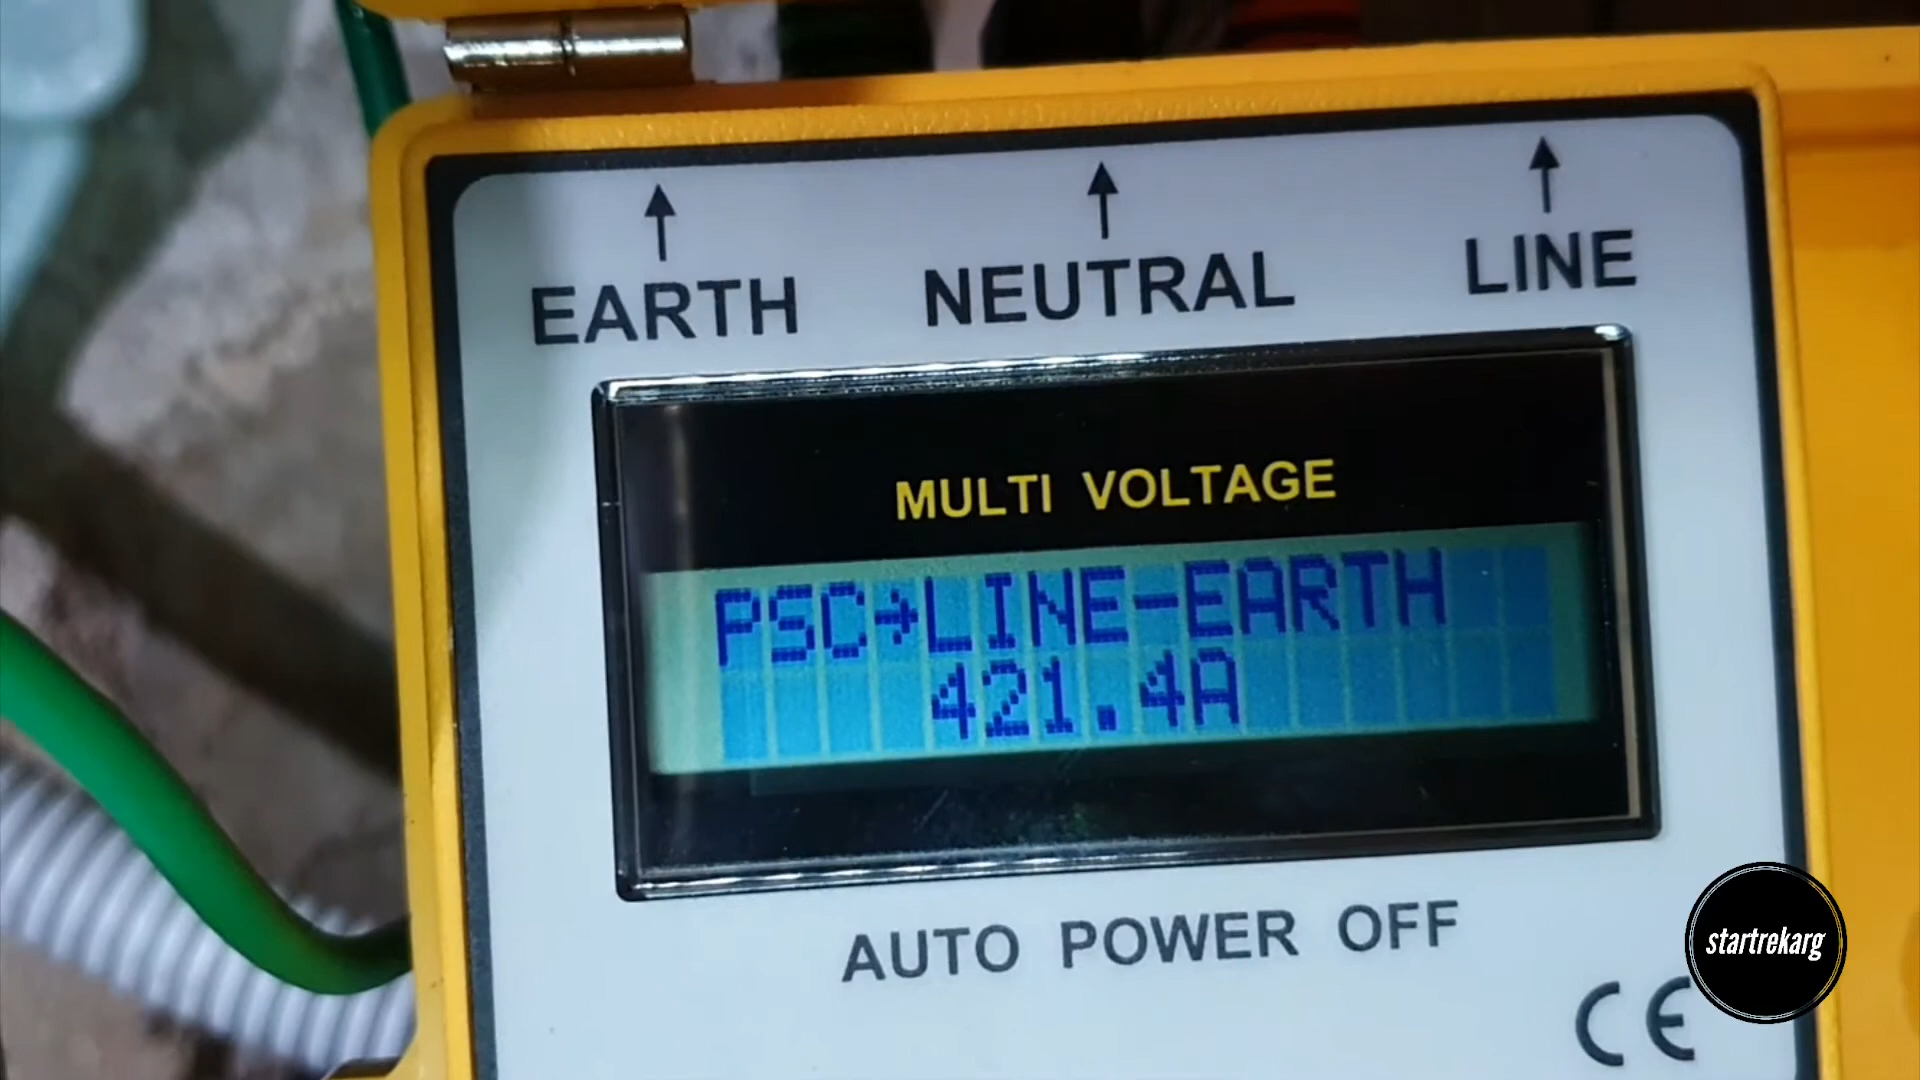 EARTH NEUTRAL LINE
MULTI VOLTAGE
PSC→LINE-EARTH
421.4A
AUTO POWER OFF
CE
startrekarg